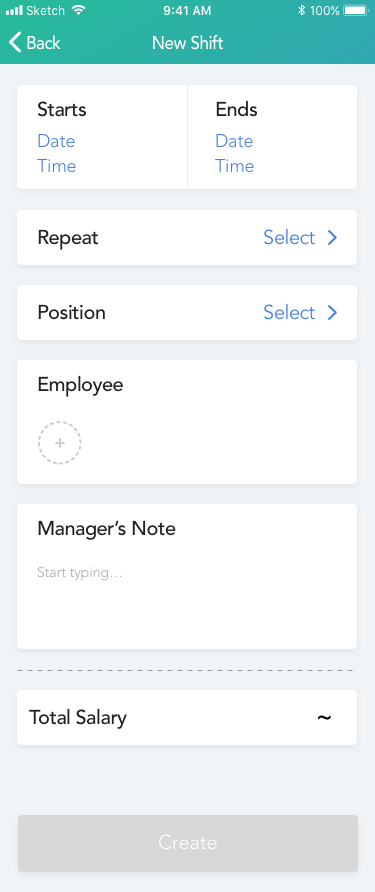 Sketch 9:41 AM 100%
Back New Shift
Starts
Date
Time
Ends
Date
Time
Repeat Select
Position Select
Employee
+
Manager’s Note
Start typing...
Total Salary ~
Create